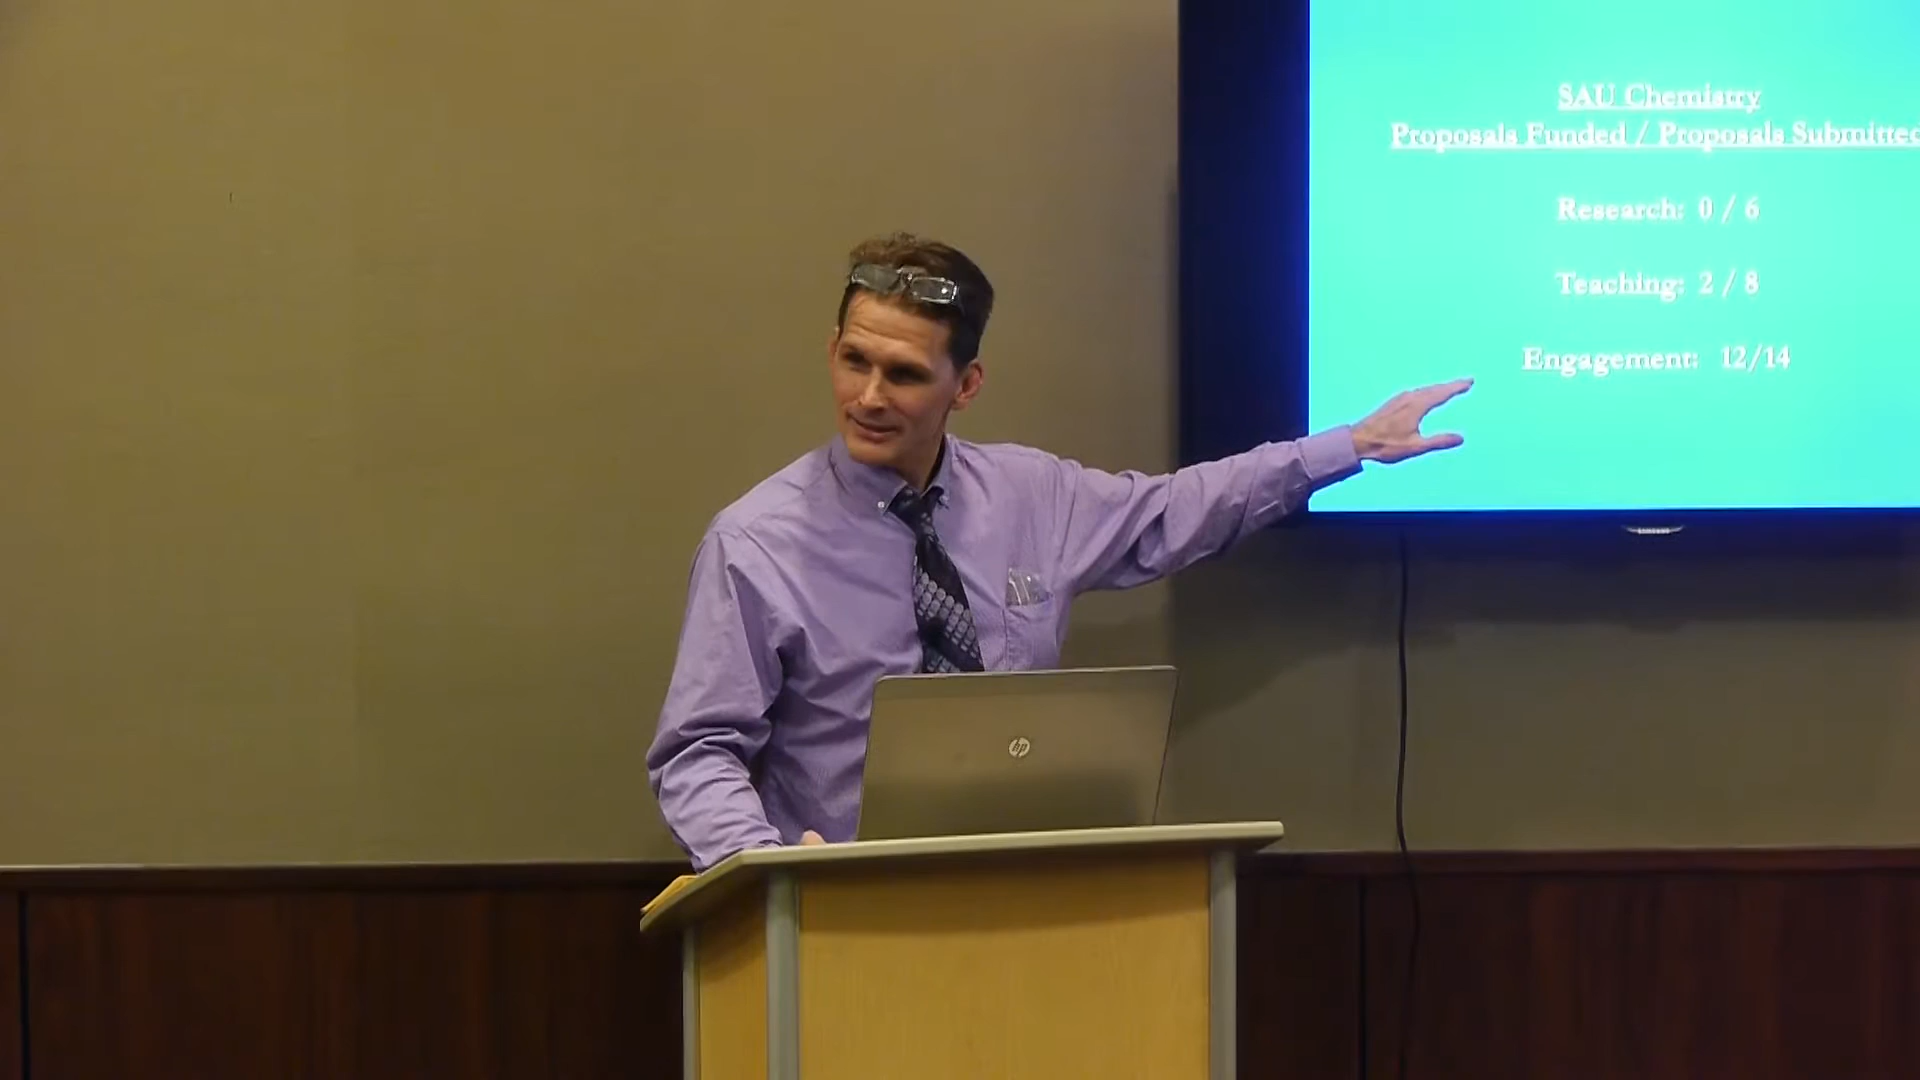 SAU Chemistry
Proposals Funded / Proposals Submitted
Research: 0 / 6
Teaching: 2 / 8
Engagement: 12/14
hp